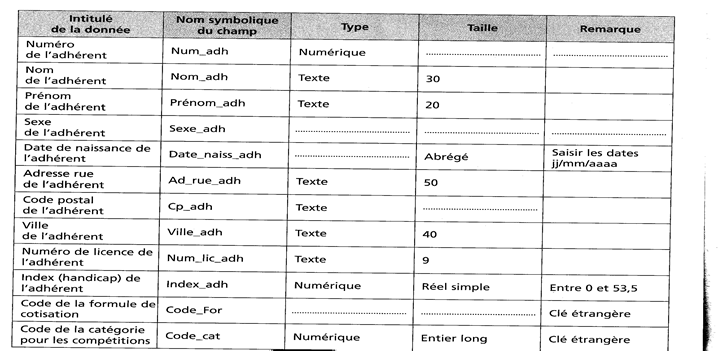 Intitulé de la donnée | Nom symbolique du champ | Type | Taille | Remarque
Numéro de l'adhérent | Num_adh | Numérique | .................... | ....................
Nom de l'adhérent | Nom_adh | Texte | 30
Prénom de l'adhérent | Prénom_adh | Texte | 20
Sexe de l'adhérent | Sexe_adh | .................... | .................... | ....................
Date de naissance de l'adhérent | Date_naiss_adh | .................... | Abrégé | Saisir les dates jj/mm/aaaa
Adresse rue de l'adhérent | Ad_rue_adh | Texte | 50
Code postal de l'adhérent | Cp_adh | Texte | ....................
Ville de l'adhérent | Ville_adh | Texte | 40
Numéro de licence de l'adhérent | Num_lic_adh | Texte | 9
Index (handicap) de l'adhérent | Index_adh | Numérique | Réel simple | Entre 0 et 53,5
Code de la formule de cotisation | Code_For | .................... | .................... | Clé étrangère
Code de la catégorie pour les compétitions | Code_cat | Numérique | Entier long | Clé étrangère